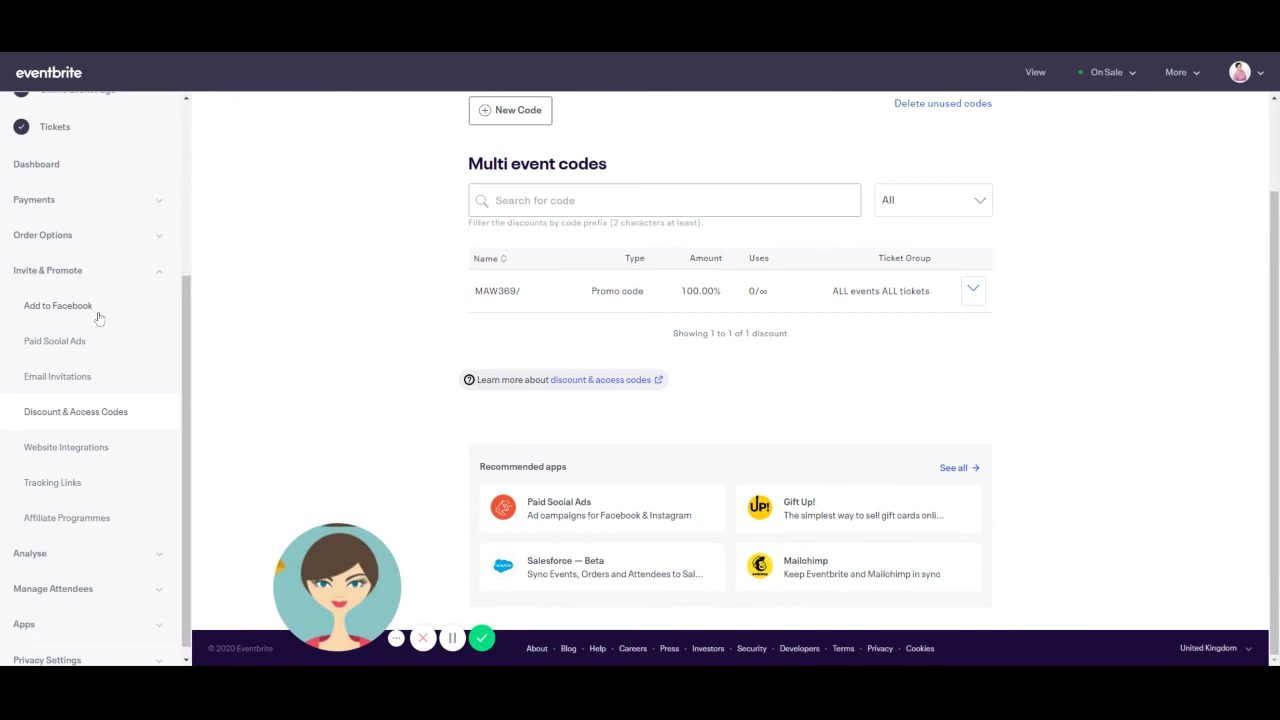 eventbrite
View
On Sale
More
Tickets
Dashboard
Payments
Order Options
Invite & Promote
Add to Facebook
Paid Social Ads
Email Invitations
Discount & Access Codes
Website Integrations
Tracking Links
Affiliate Programmes
Analyse
Manage Attendees
Apps
Privacy Settings
New Code
Delete unused codes
Multi event codes
Search for code
All
Filter the discounts by code prefix (2 characters at least).
Name Type Amount Uses Ticket Group
MAW369/ Promo code 100.00% 0/∞ ALL events ALL tickets
Showing 1 to 1 of 1 discount
Learn more about discount & access codes
Recommended apps
See all →
Paid Social Ads
Ad campaigns for Facebook & Instagram
UP!
Gift Up!
The simplest way to sell gift cards onli...
Salesforce — Beta
Sync Events, Orders and Attendees to Sal...
Mailchimp
Keep Eventbrite and Mailchimp in sync
© 2020 Eventbrite
About · Blog · Help · Careers · Press · Investors · Security · Developers · Terms · Privacy · Cookies
United Kingdom